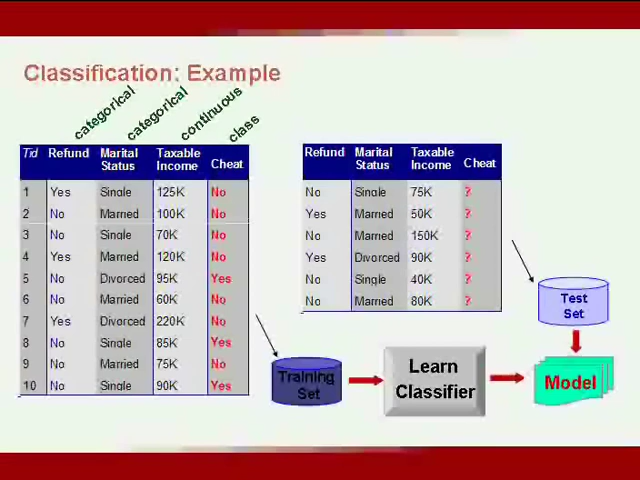 Classification: Example
categorical
categorical
continuous
class
Tid Refund Marital Status Taxable Income Cheat
1 Yes Single 125K No
2 No Married 100K No
3 No Single 70K No
4 Yes Married 120K No
5 No Divorced 95K Yes
6 No Married 60K No
7 Yes Divorced 220K No
8 No Single 85K Yes
9 No Married 75K No
10 No Single 90K Yes
Refund Marital Status Taxable Income Cheat
No Single 75K ?
Yes Married 50K ?
No Married 150K ?
Yes Divorced 90K ?
No Single 40K ?
No Married 80K ?
Test
Set
Training
Set
Learn
Classifier
Model